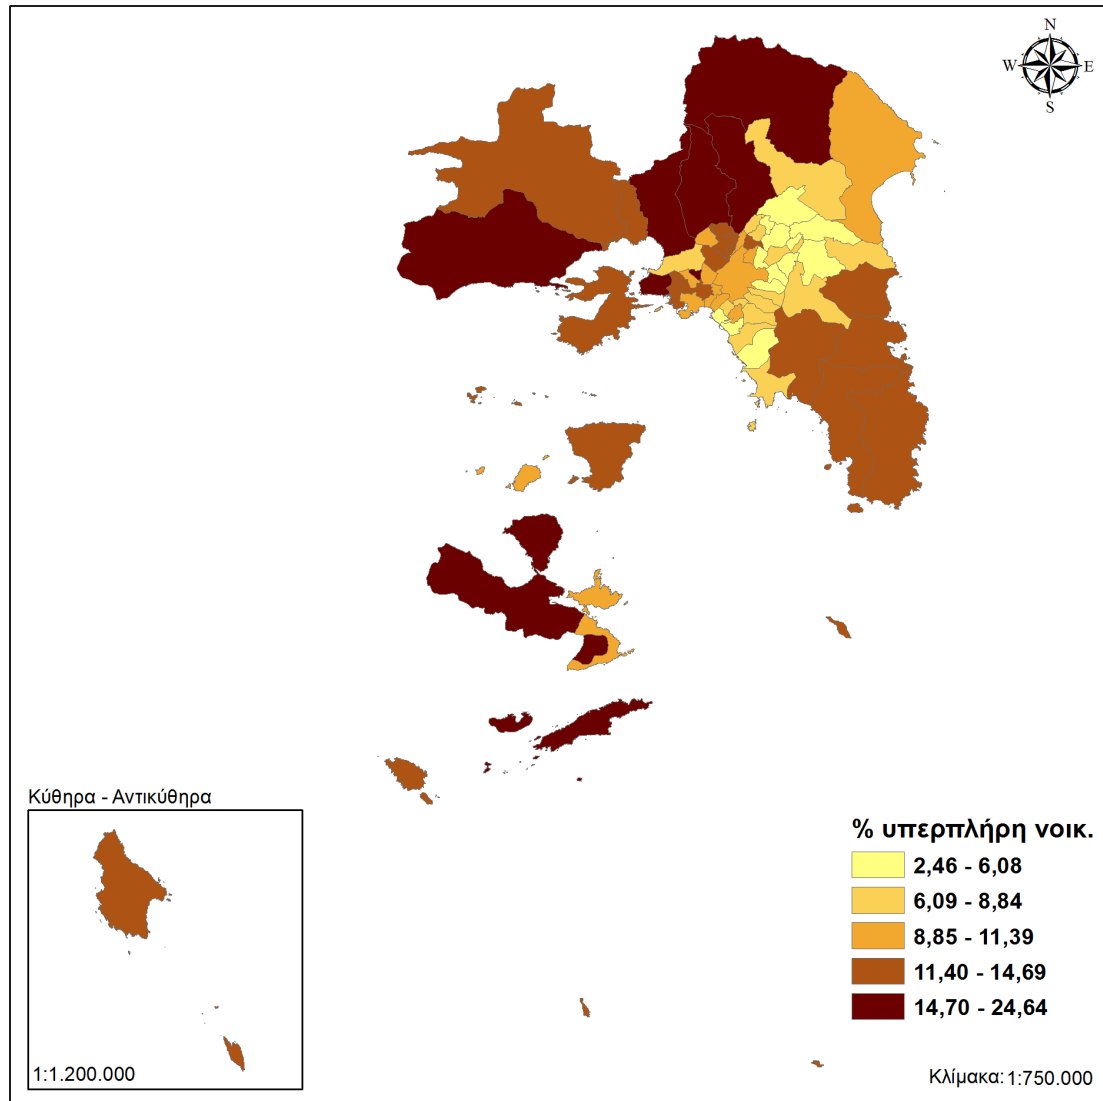 N
W E
S
Κύθηρα - Αντικύθηρα
1:1.200.000
% υπερπλήρη νοικ.
2,46 - 6,08
6,09 - 8,84
8,85 - 11,39
11,40 - 14,69
14,70 - 24,64
Κλίμακα: 1:750.000